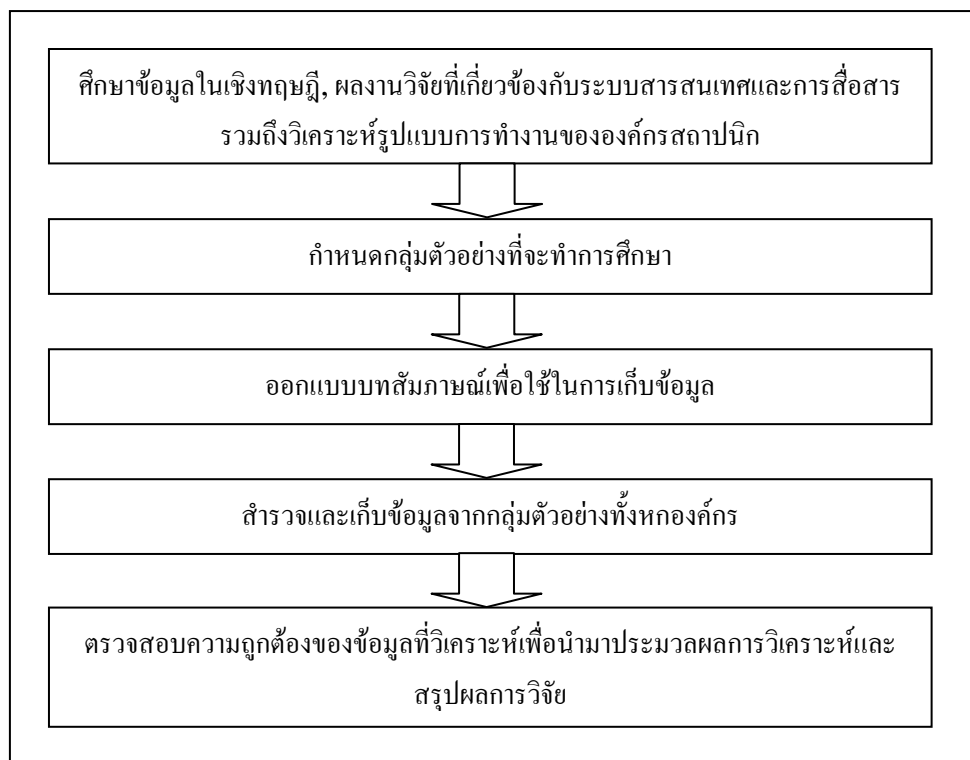 ศึกษาข้อมูลในเชิงทฤษฎี, ผลงานวิจัยที่เกี่ยวข้องกับระบบสารสนเทศและการสื่อสาร
รวมถึงวิเคราะห์รูปแบบการทำงานขององค์กรสถาปนิก
กำหนดกลุ่มตัวอย่างที่จะทำการศึกษา
ออกแบบบทสัมภาษณ์เพื่อใช้ในการเก็บข้อมูล
สำรวจและเก็บข้อมูลจากกลุ่มตัวอย่างทั้งหกองค์กร
ตรวจสอบความถูกต้องของข้อมูลที่วิเคราะห์เพื่อนำมาประมวลผลการวิเคราะห์และ
สรุปผลการวิจัย